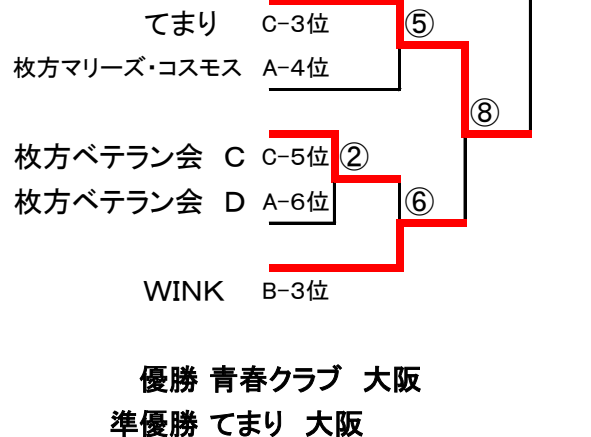 てまり C-3位 ⑤
枚方マリーズ・コスモス A-4位
⑧
枚方ベテラン会 C C-5位 ②
枚方ベテラン会 D A-6位 ⑥
WINK B-3位
優勝 青春クラブ 大阪
準優勝 てまり 大阪